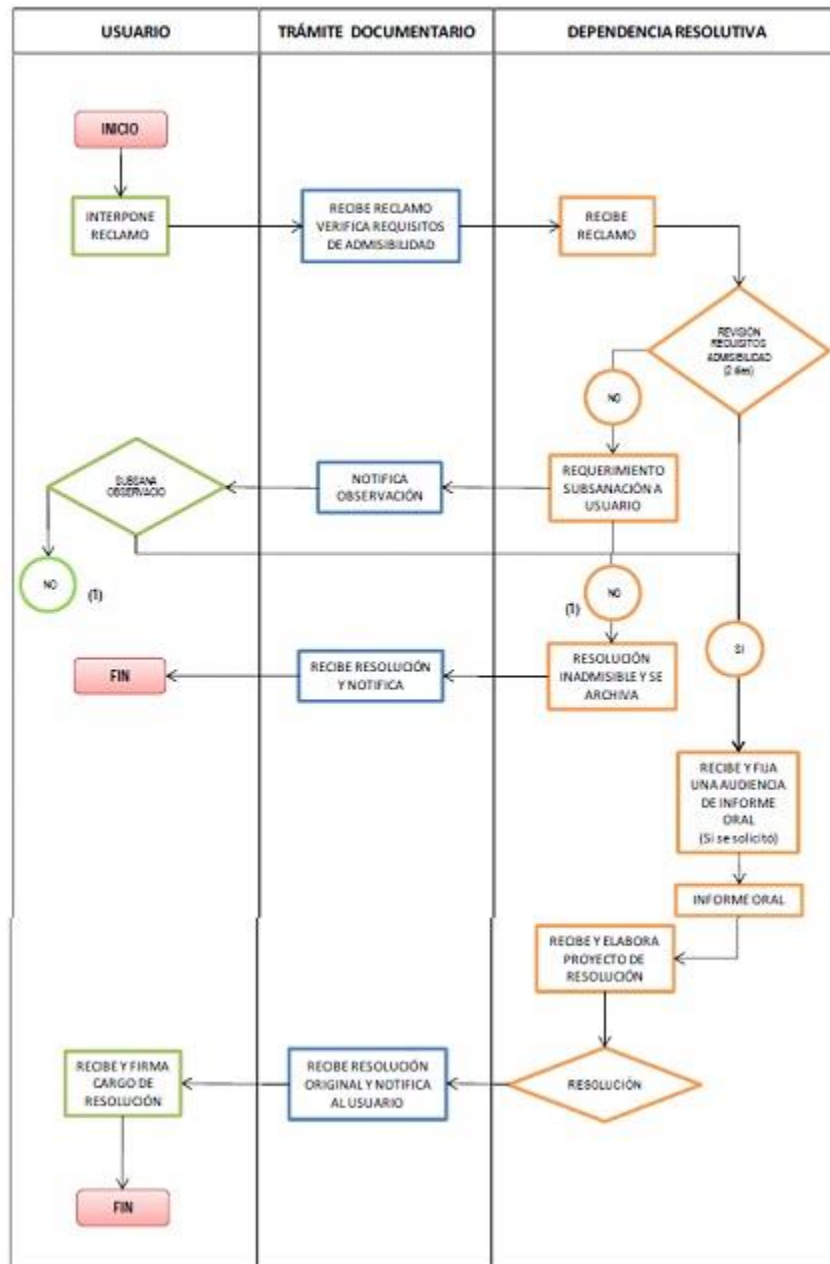 USUARIO
TRÁMITE DOCUMENTARIO
DEPENDENCIA RESOLUTIVA
INICIO
INTERPONE
RECLAMO
RECIBE RECLAMO
VERIFICA REQUISITOS
DE ADMISIBILIDAD
RECIBE
RECLAMO
REVISIÓN
REQUISITOS
ADMISIBILIDAD
(2 días)
NO
SUBSANA
OBSERVACIO
NOTIFICA
OBSERVACIÓN
REQUERIMIENTO
SUBSANACIÓN A
USUARIO
NO
(1)
(1)
NO
SI
FIN
RECIBE RESOLUCIÓN
Y NOTIFICA
RESOLUCIÓN
INADMISIBLE Y SE
ARCHIVA
RECIBE Y FIJA
UNA AUDIENCIA
DE INFORME
ORAL
(Si se solicitó)
INFORME ORAL
RECIBE Y ELABORA
PROYECTO DE
RESOLUCIÓN
RECIBE Y FIRMA
CARGO DE
RESOLUCIÓN
RECIBE RESOLUCIÓN
ORIGINAL Y NOTIFICA
AL USUARIO
RESOLUCIÓN
FIN